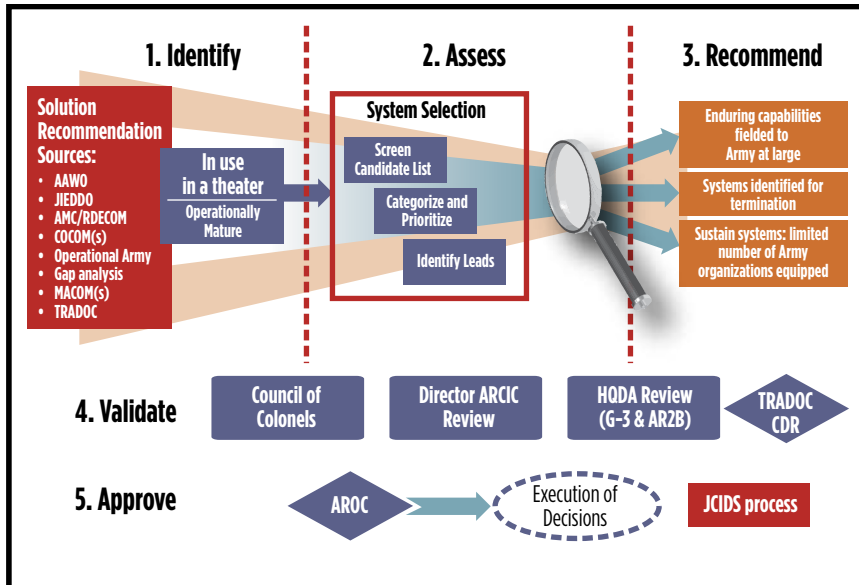 1. Identify
2. Assess
3. Recommend
Solution
Recommendation
Sources:
• AAWO
• JIEDDO
• AMC/RDECOM
• COCOM(s)
• Operational Army
• Gap analysis
• MACOM(s)
• TRADOC
In use
in a theater
Operationally
Mature
System Selection
Screen
Candidate List
Categorize and
Prioritize
Identify Leads
Enduring capabilities
fielded to
Army at large
Systems identified for
termination
Sustain systems: limited
number of Army
organizations equipped
4. Validate
Council of
Colonels
Director ARCIC
Review
HQDA Review
(G-3 & AR2B)
TRADOC
CDR
5. Approve
AROC
Execution of
Decisions
JCIDS process